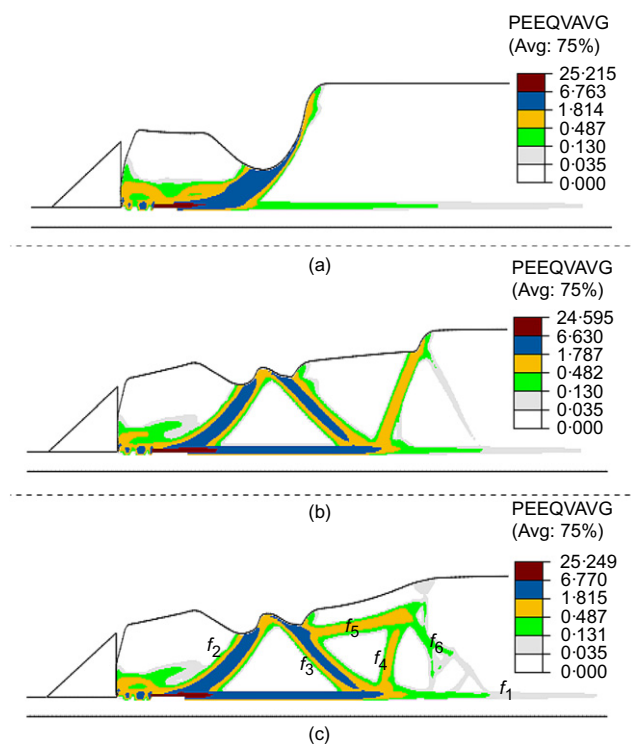 PEEQVAVG
(Avg: 75%)
25·215
6·763
1·814
0·487
0·130
0·035
0·000
(a)
PEEQVAVG
(Avg: 75%)
24·595
6·630
1·787
0·482
0·130
0·035
0·000
(b)
PEEQVAVG
(Avg: 75%)
25·249
6·770
1·815
0·487
0·131
0·035
0·000
f5
f2
f6
f3
f4
f1
(c)